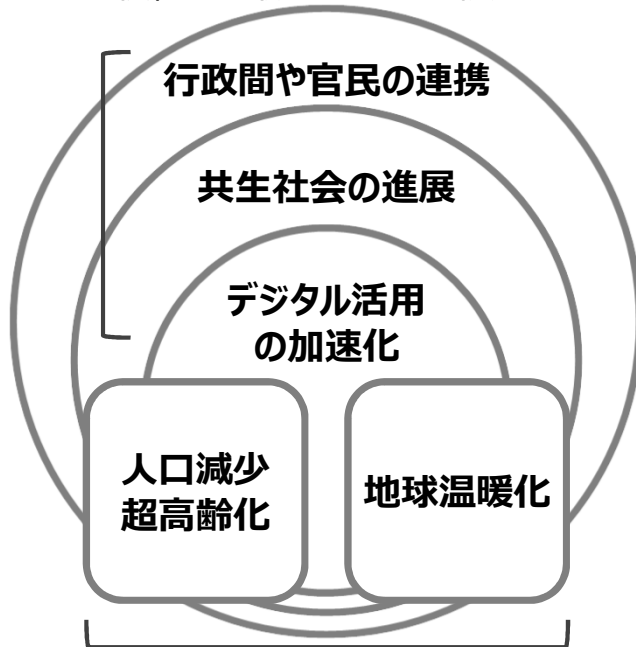 行政間や官民の連携
共生社会の進展
デジタル活用
の加速化
人口減少
超高齢化
地球温暖化